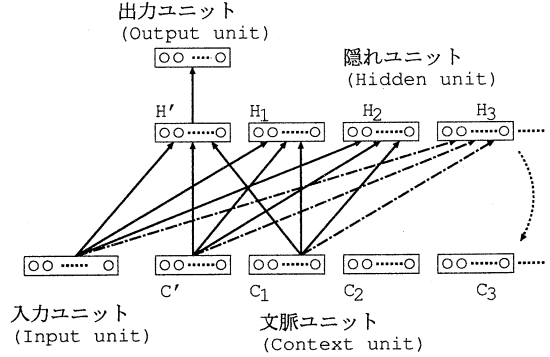 出力ユニット
(Output unit)
隠れユニット
(Hidden unit)
H′ H1 H2 H3
C′ C1 C2 C3
入力ユニット
(Input unit)
文脈ユニット
(Context unit)